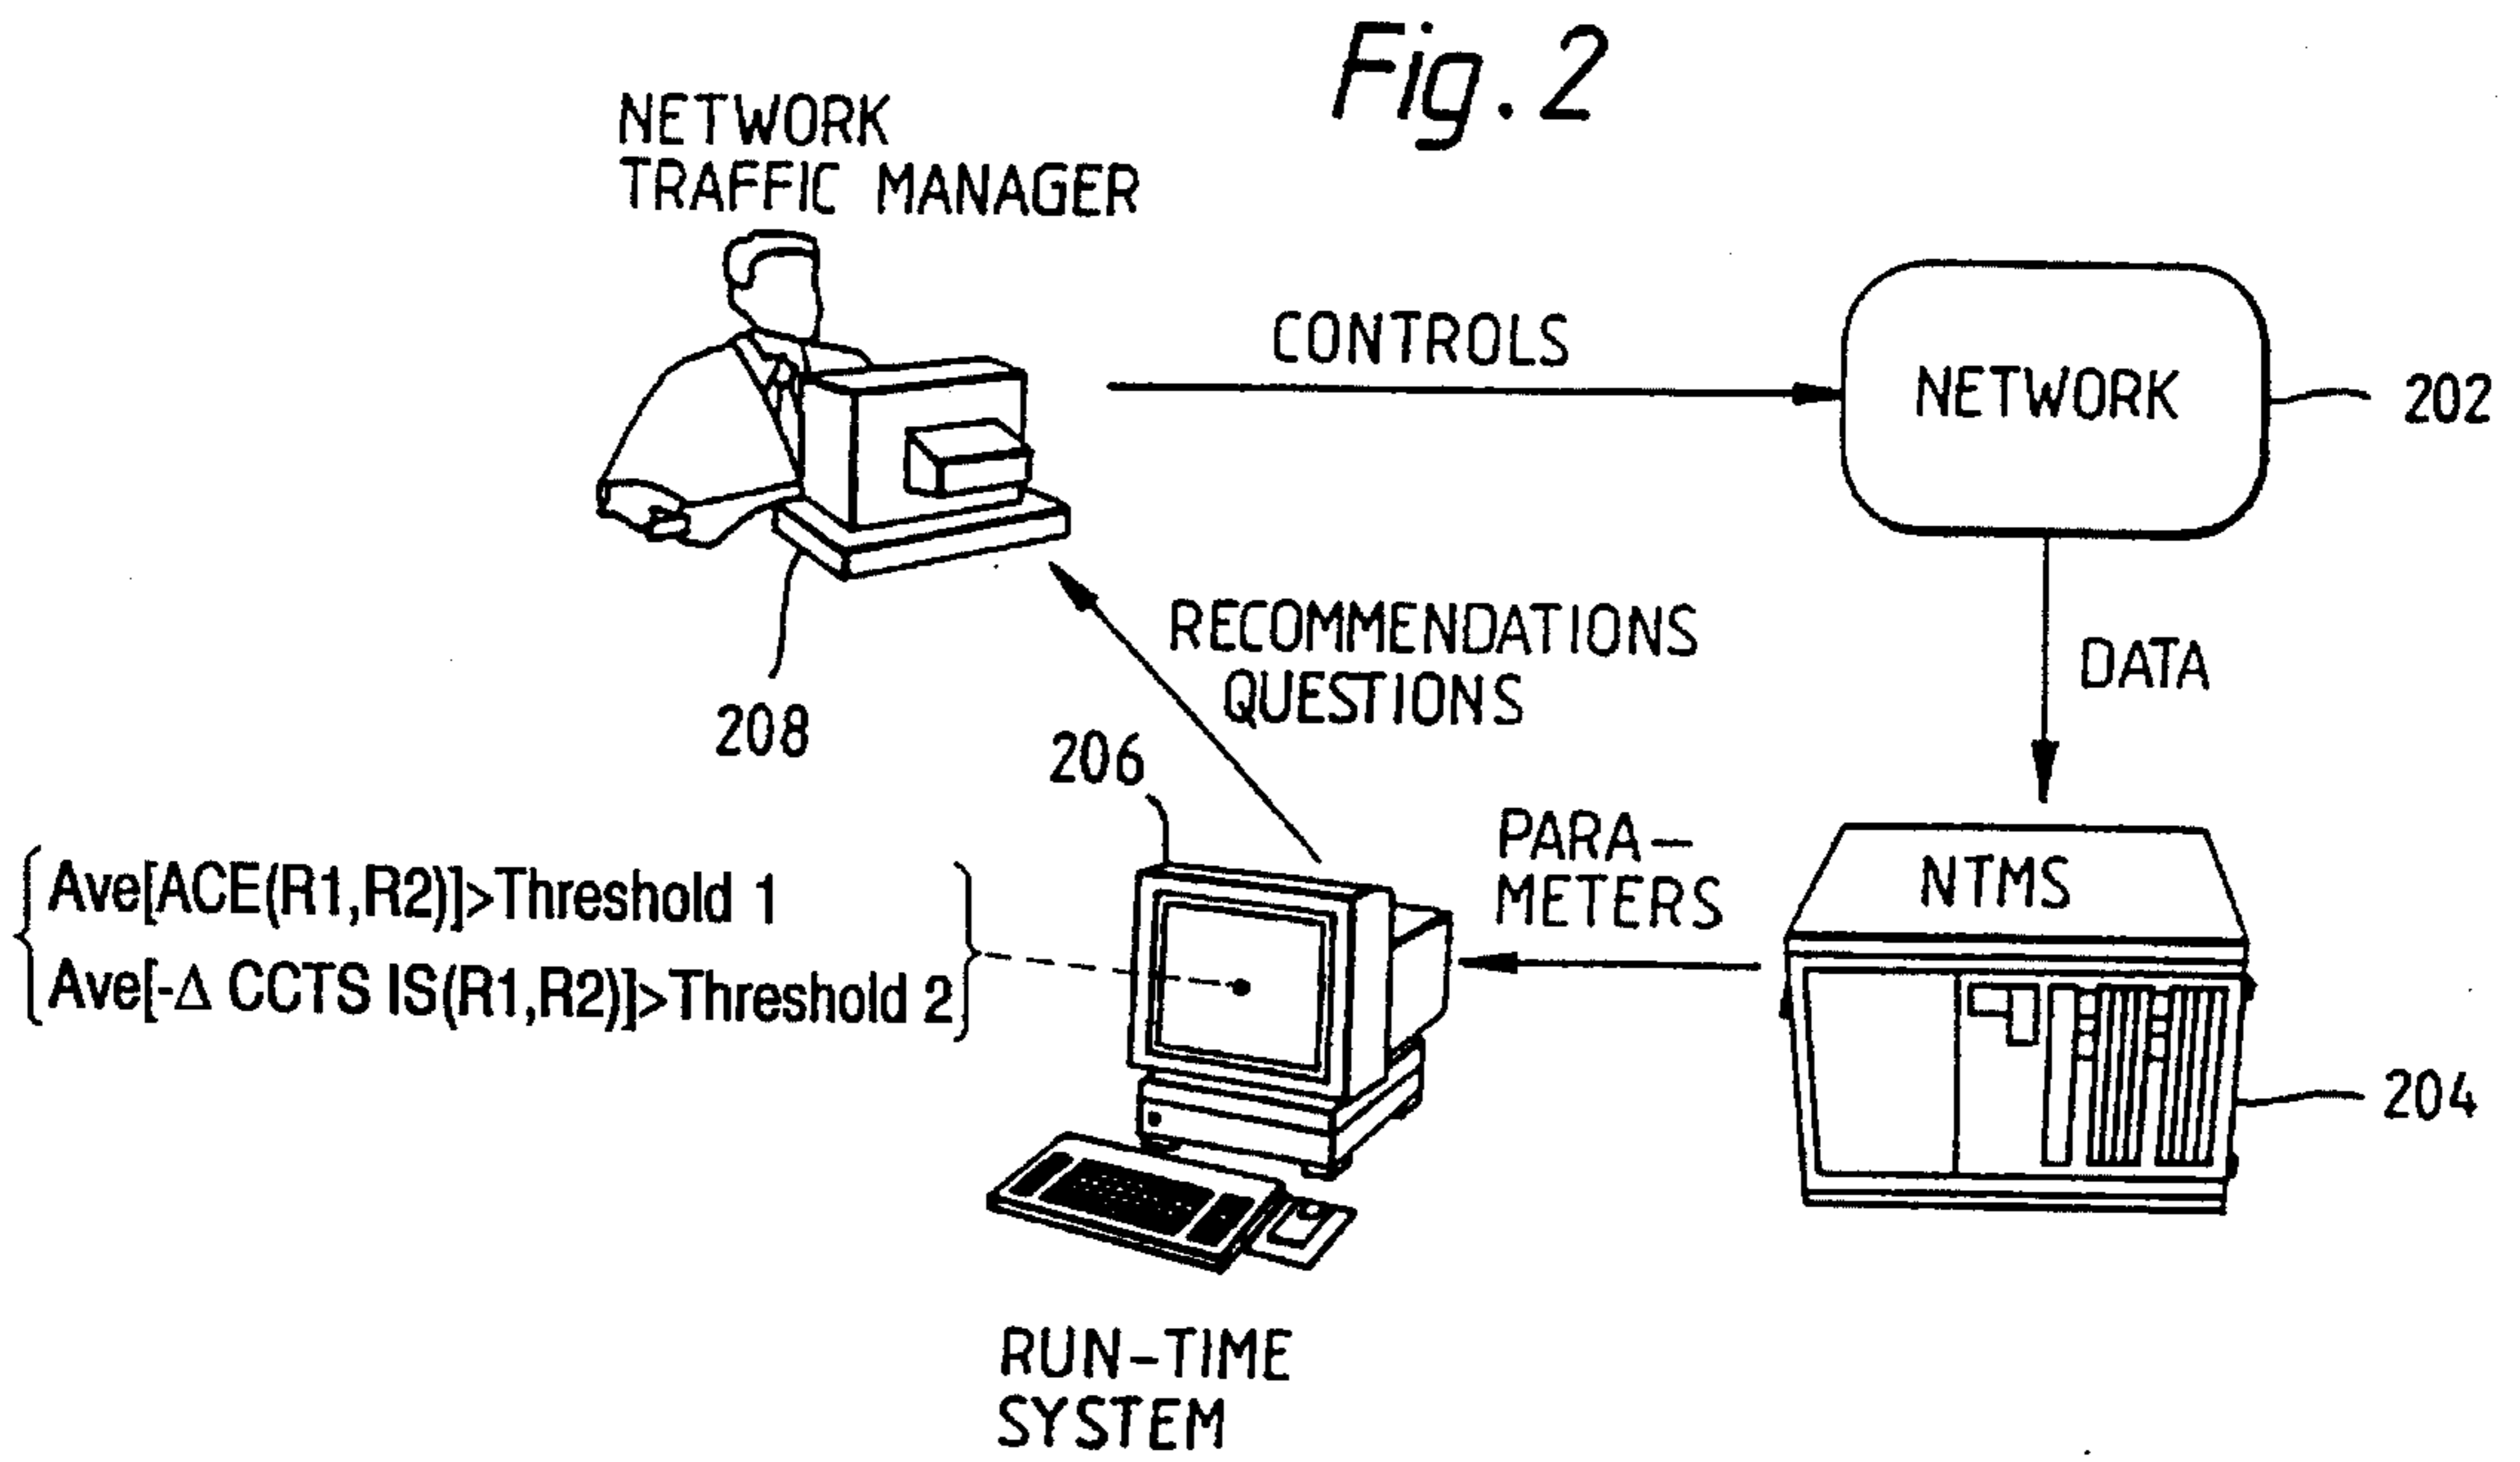 Fig. 2
NETWORK
TRAFFIC MANAGER
CONTROLS
NETWORK
202
RECOMMENDATIONS
QUESTIONS
DATA
208
206
PARA-
METERS
NTMS
Ave[ACE(R1,R2)]>Threshold 1
Ave[-Δ CCTS IS(R1,R2)]>Threshold 2
204
RUN-TIME
SYSTEM